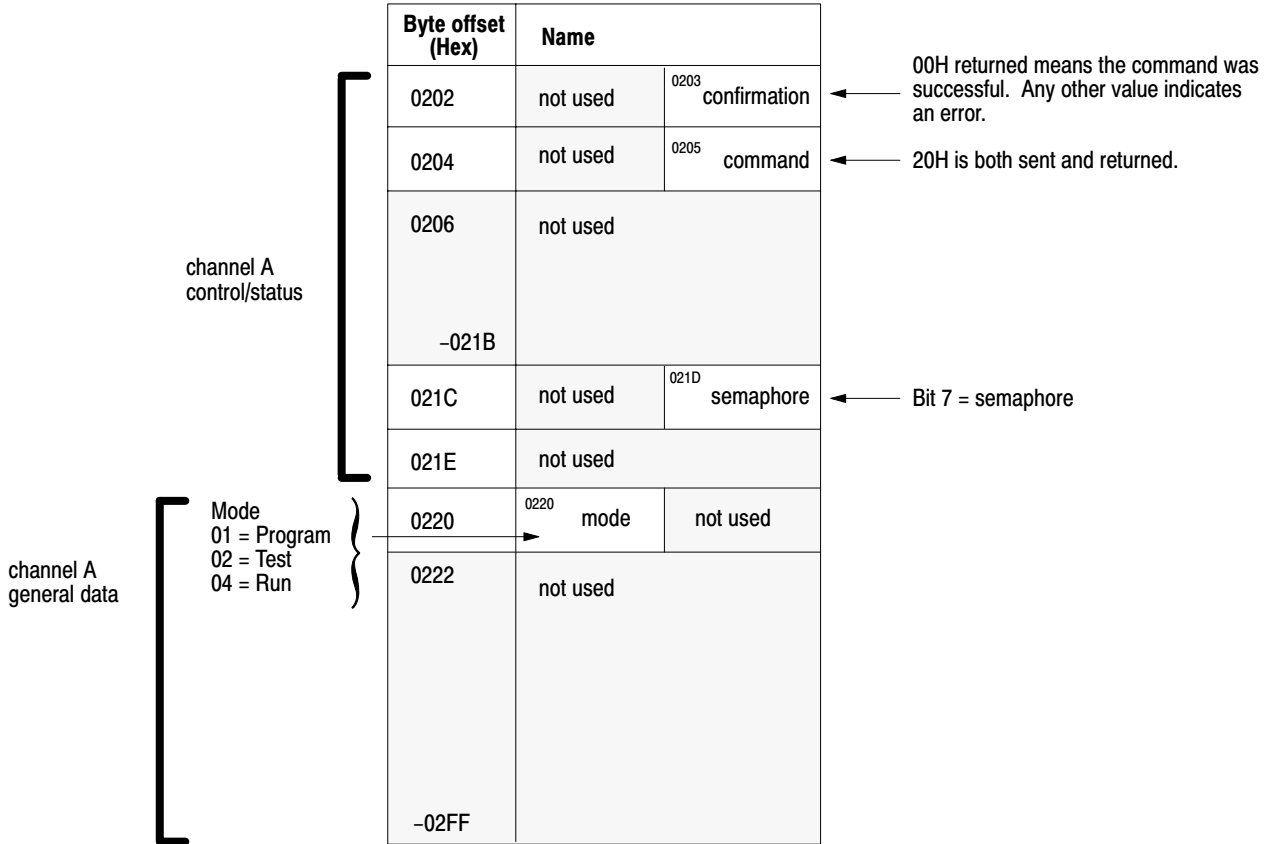 Byte offset
(Hex)
Name
0202
not used
0203
confirmation
00H returned means the command was
successful. Any other value indicates
an error.
0204
not used
0205
command
20H is both sent and returned.
0206
not used
–021B
channel A
control/status
021C
not used
021D
semaphore
Bit 7 = semaphore
021E
not used
channel A
general data
Mode
01 = Program
02 = Test
04 = Run
0220
0220
mode
not used
0222
not used
–02FF